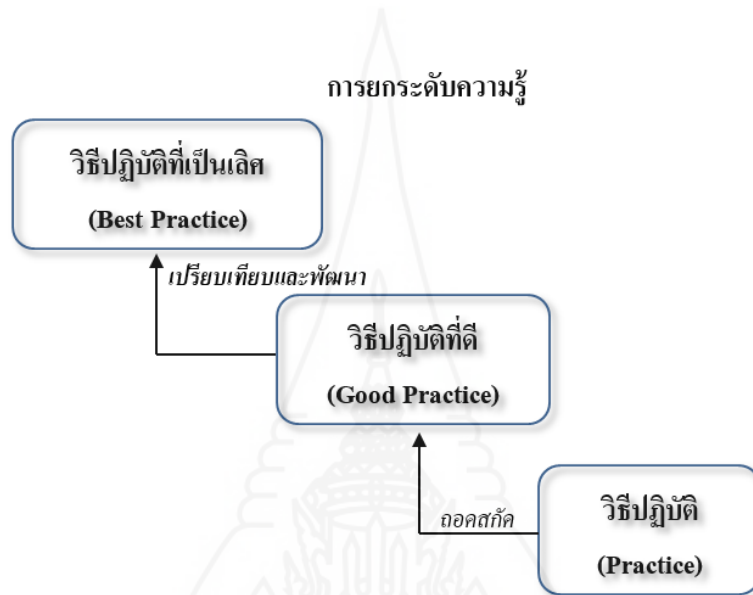 การยกระดับความรู้
วิธีปฏิบัติที่เป็นเลิศ
(Best Practice)
เปรียบเทียบและพัฒนา
วิธีปฏิบัติที่ดี
(Good Practice)
ถอดสกัด
วิธีปฏิบัติ
(Practice)